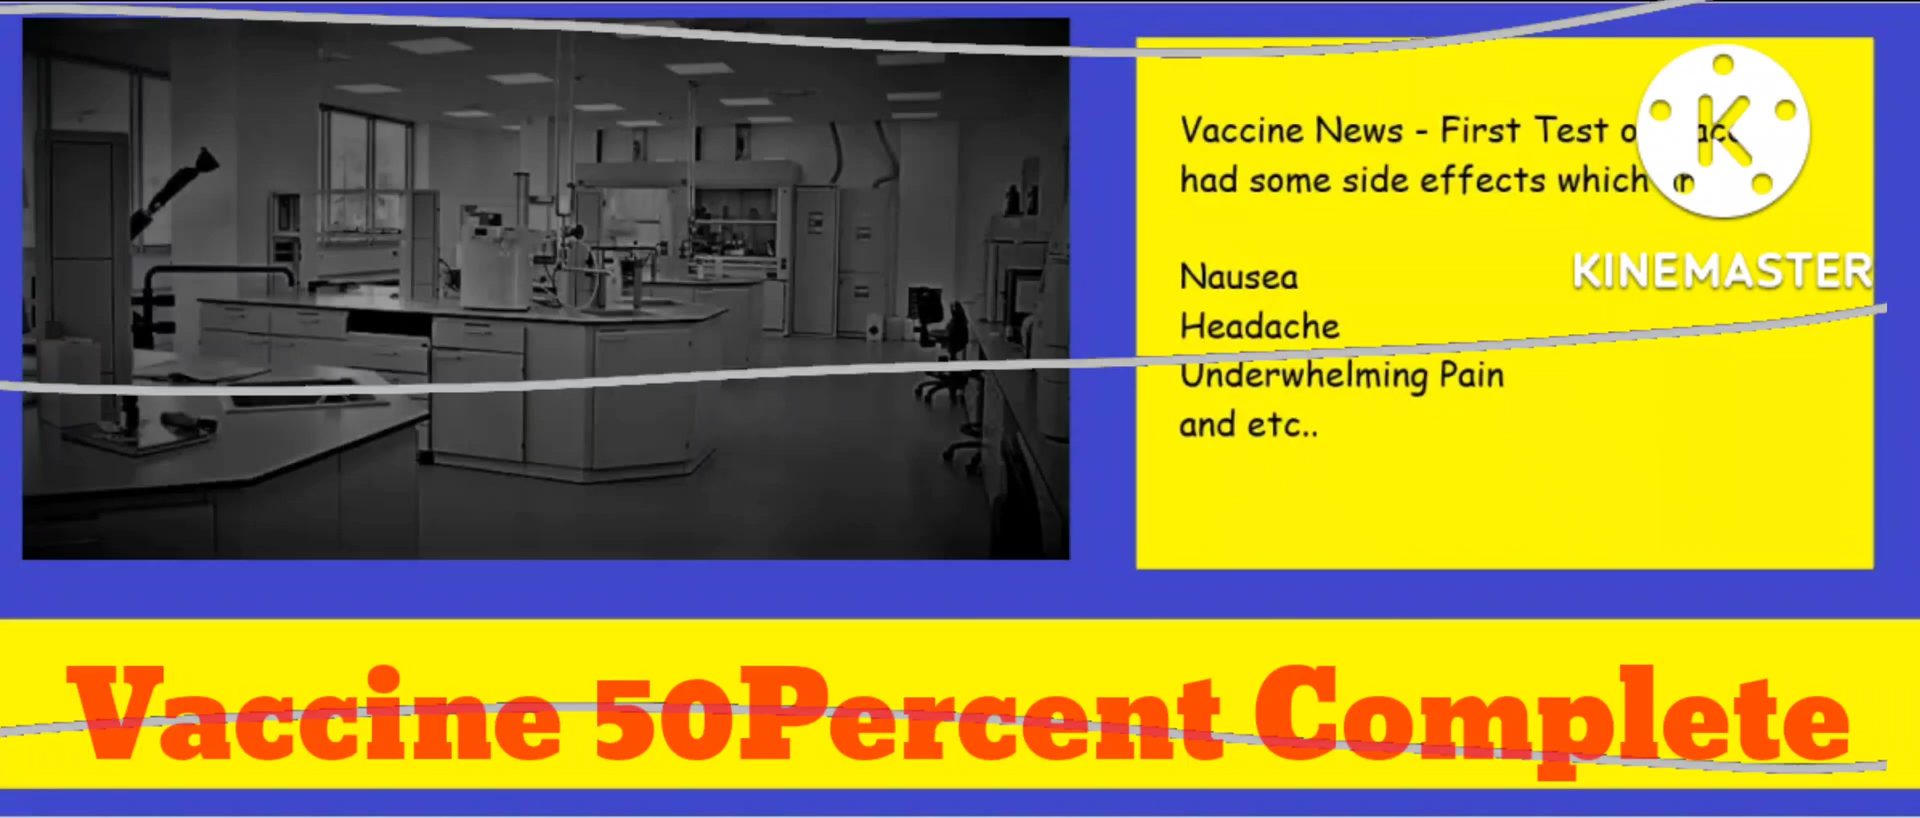 Vaccine News - First Test
had some side effects which
KINEMASTER
Nausea
Headache
Underwhelming Pain
and etc..
Vaccine 50Percent Complete